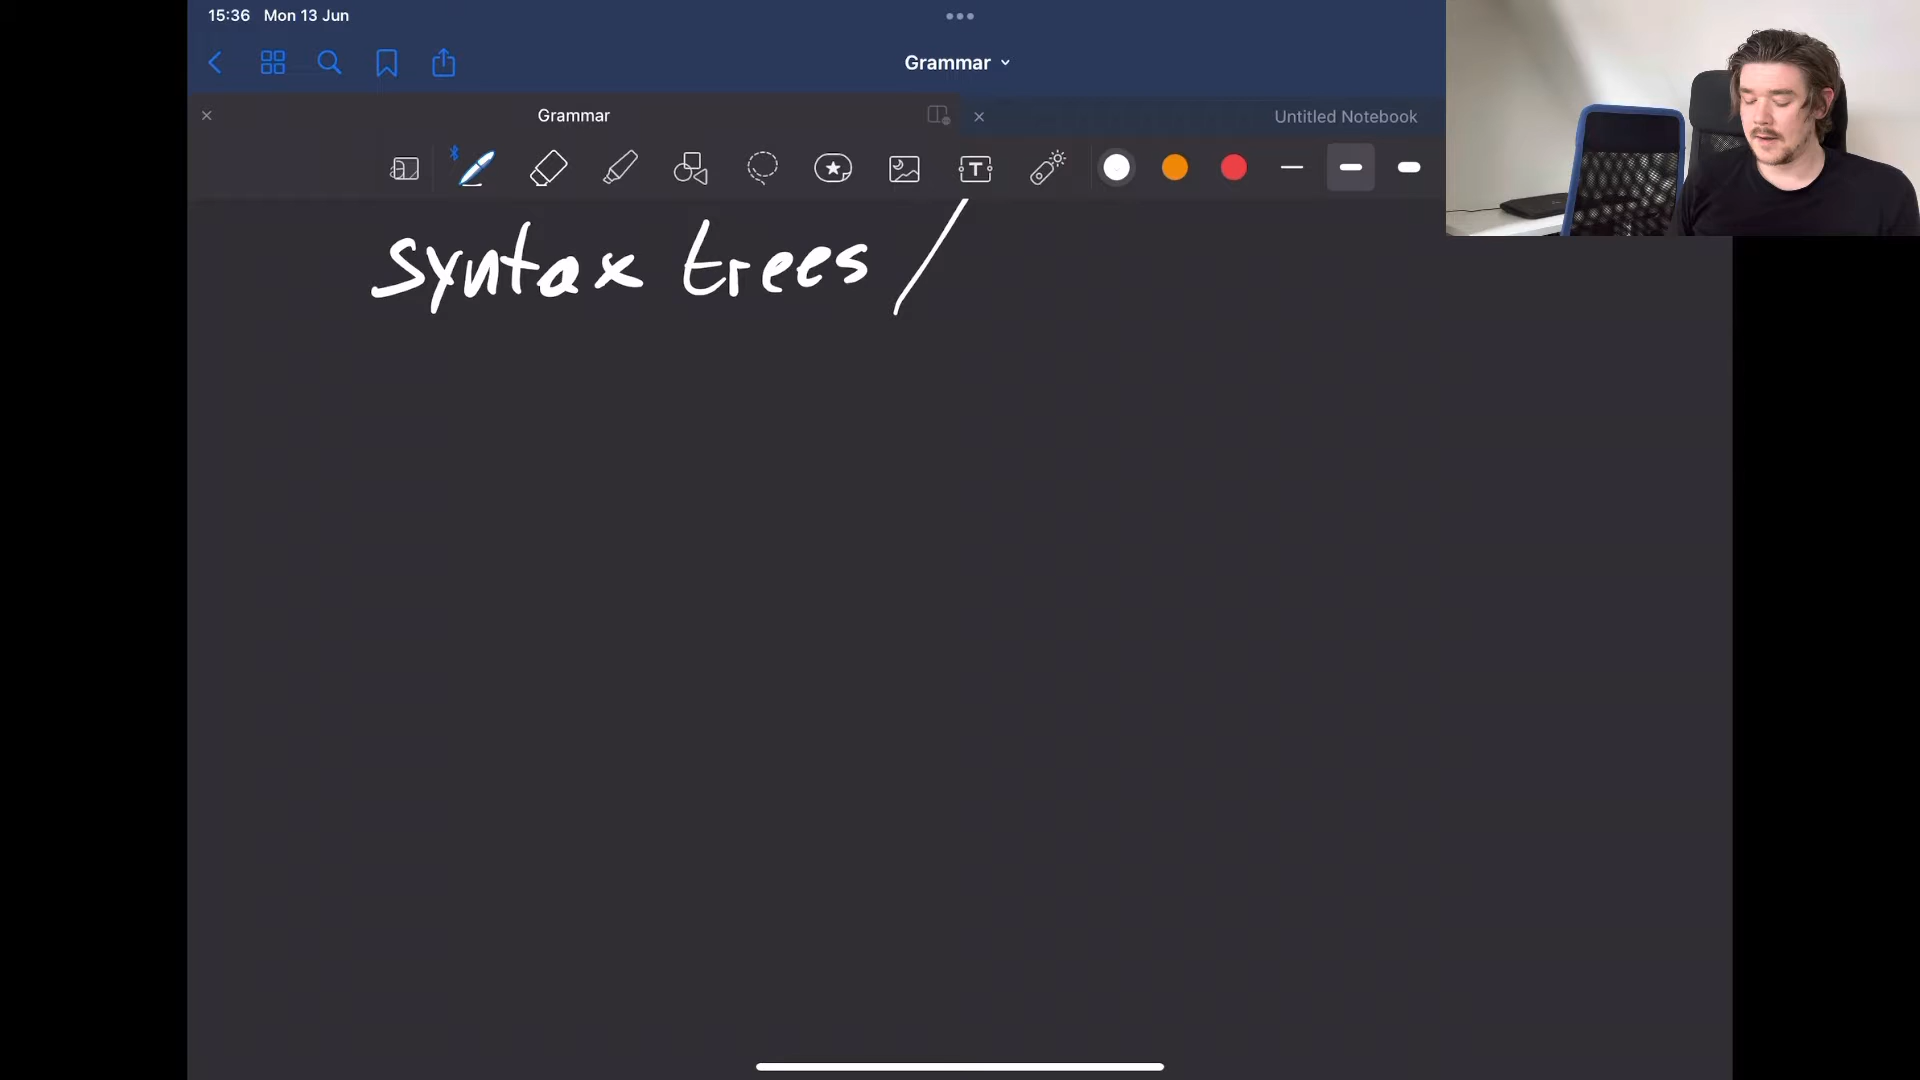 15:36 Mon 13 Jun
Grammar
Grammar
Untitled Notebook
T
syntax trees /